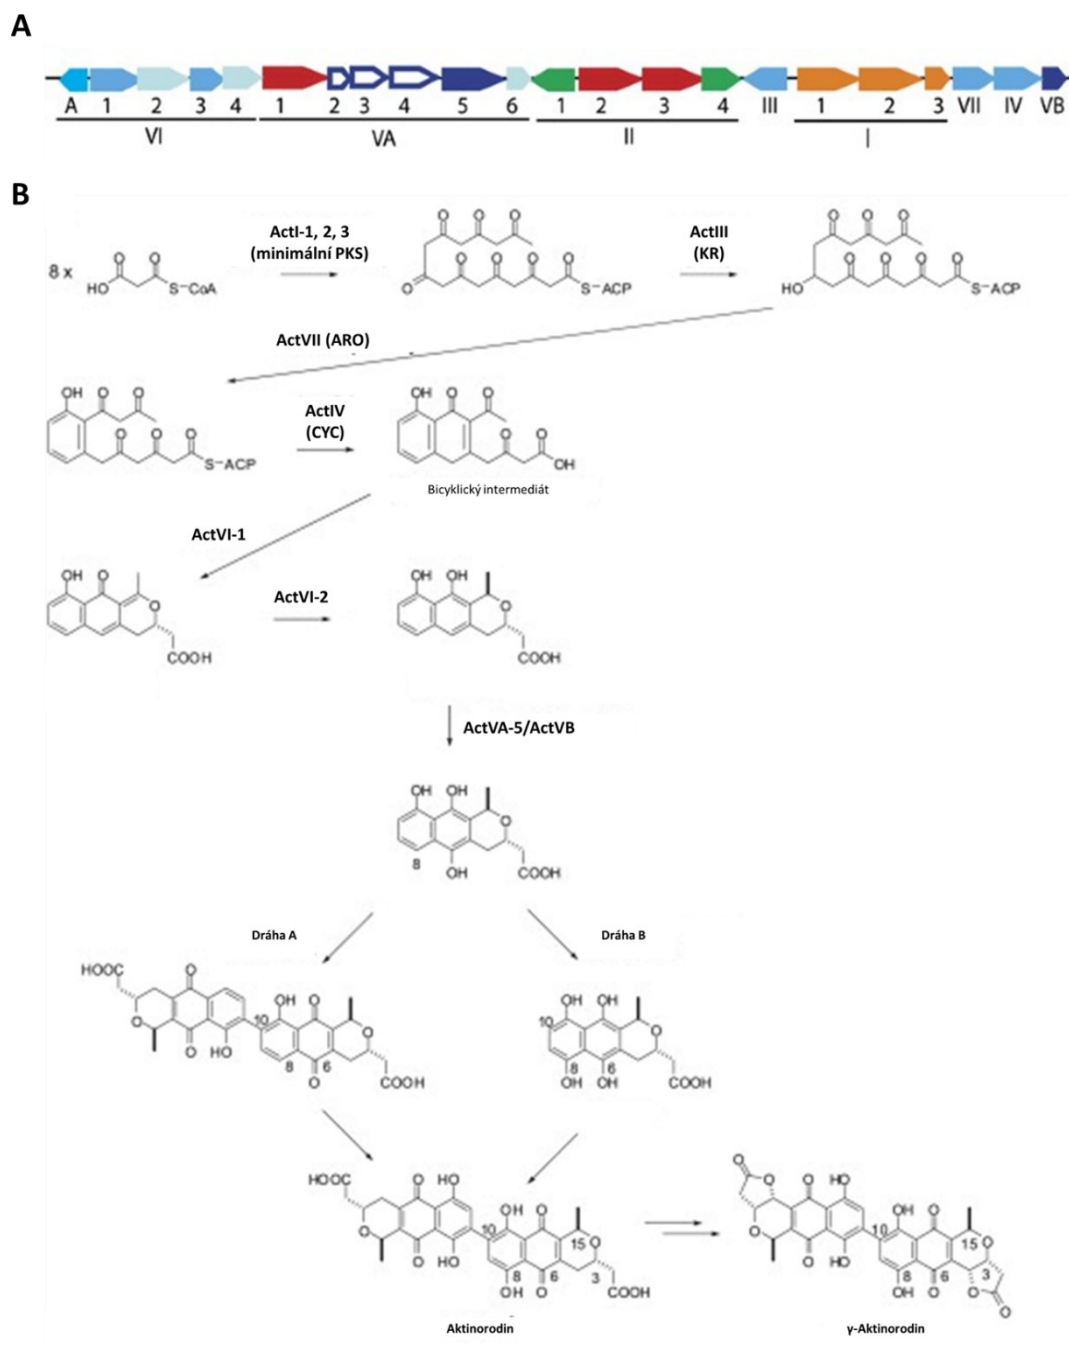 A
A 1 2 3 4 1 2 3 4 5 6 1 2 3 4 III 1 2 3 VII IV VB
VI VA II I
B
8 x
HO O O S-CoA
ActI-1, 2, 3
(minimální PKS)
O O O O O O O O S-ACP
ActIII
(KR)
O O O HO O O O O S-ACP
ActVII (ARO)
OH O O O O O S-ACP
ActIV
(CYC)
OH O O O O OH
Bicyklický intermediát
ActVI-1
OH O O COOH
ActVI-2
OH OH O COOH
ActVA-5/ActVB
OH OH O 8 OH COOH
Dráha A
Dráha B
HOOC O O O HO 10 OH O O 8 6 O COOH
OH OH 10 O 8 6 OH OH COOH
HOOC O HO O O HO 10 OH O 15 O 8 6 3 OH O COOH
O O O HO O O HO 10 OH O 15 O 8 6 3 OH O O O
Aktinorodin
γ-Aktinorodin